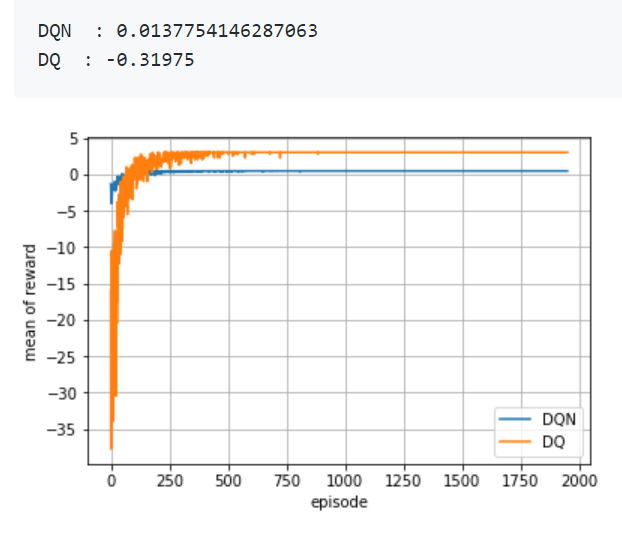 DQN : 0.0137754146287063
DQ : -0.31975
5
0
−5
−10
−15
−20
−25
−30
−35
mean of reward
0 250 500 750 1000 1250 1500 1750 2000
episode
DQN
DQ